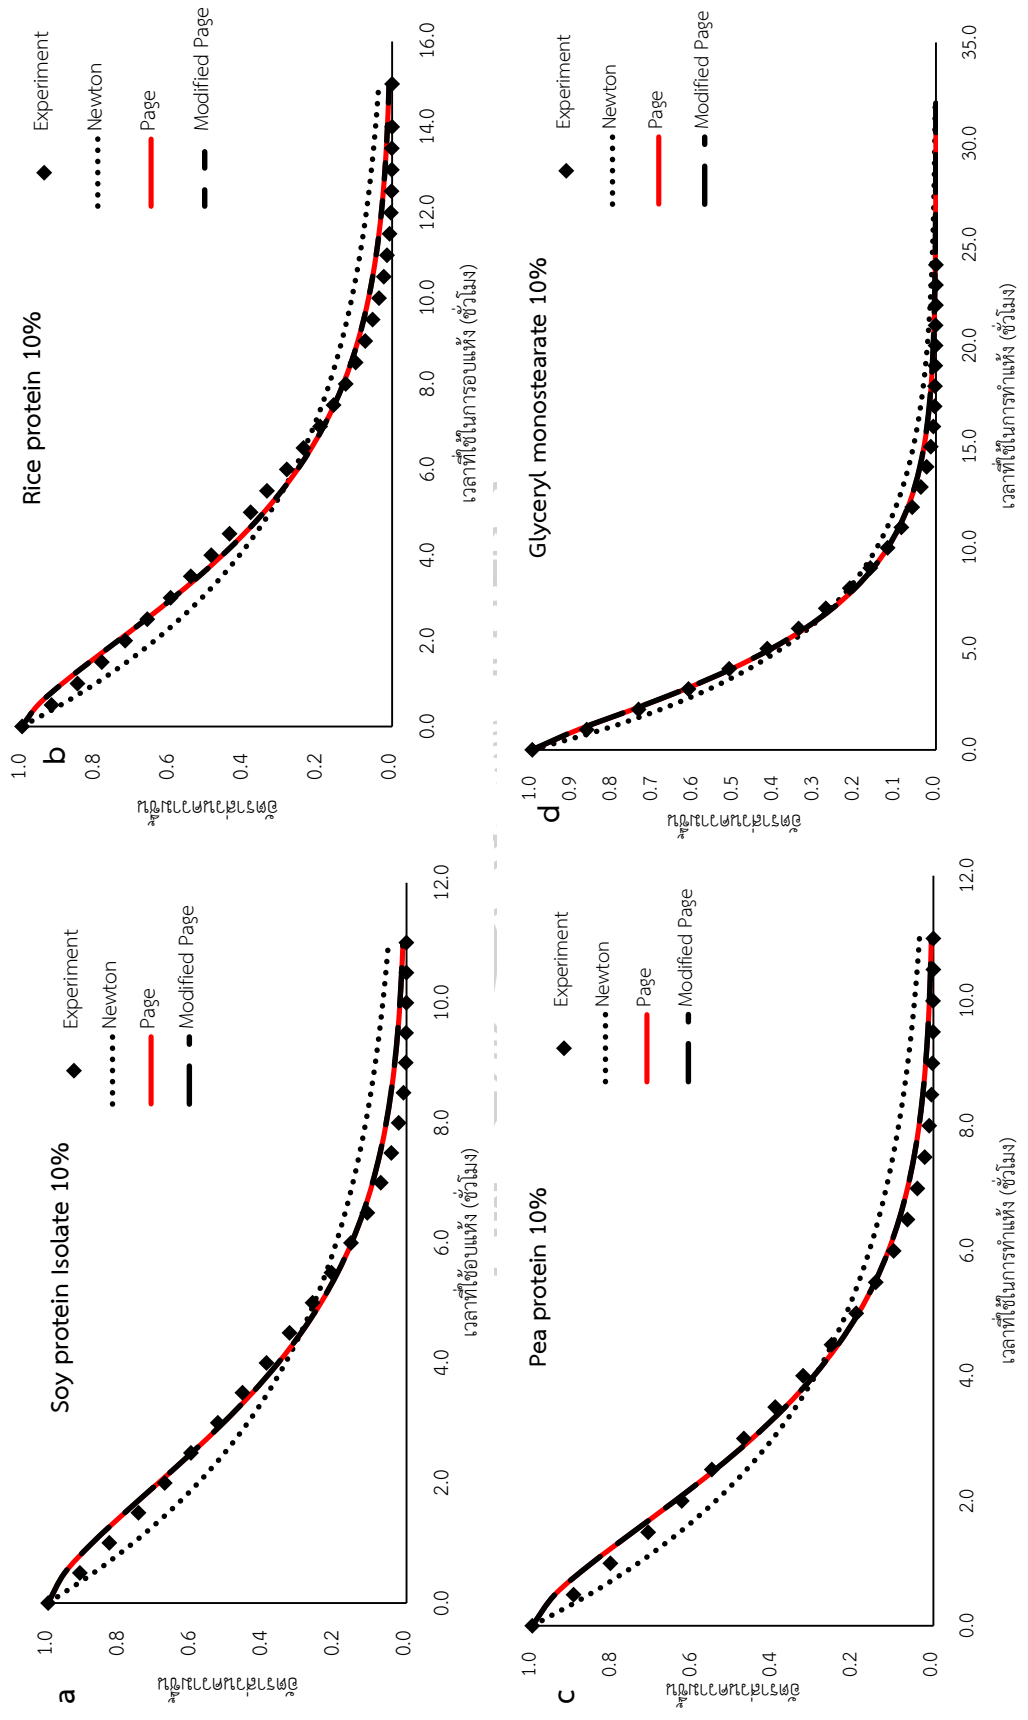 a
Soy protein Isolate 10%
Experiment
Newton
Page
Modified Page
อัตราส่วนความชื้น
1.0
0.8
0.6
0.4
0.2
0.0
0.0 2.0 4.0 6.0 8.0 10.0 12.0
เวลาที่ใช้อบแห้ง (ชั่วโมง)
b
Rice protein 10%
Experiment
Newton
Page
Modified Page
อัตราส่วนความชื้น
1.0
0.8
0.6
0.4
0.2
0.0
0.0 2.0 4.0 6.0 8.0 10.0 12.0 14.0 16.0
เวลาที่ใช้ในการอบแห้ง (ชั่วโมง)
c
Pea protein 10%
Experiment
Newton
Page
Modified Page
อัตราส่วนความชื้น
1.0
0.8
0.6
0.4
0.2
0.0
0.0 2.0 4.0 6.0 8.0 10.0 12.0
เวลาที่ใช้ในการทำแห้ง (ชั่วโมง)
d
Glyceryl monostearate 10%
Experiment
Newton
Page
Modified Page
อัตราส่วนความชื้น
1.0
0.9
0.8
0.7
0.6
0.5
0.4
0.3
0.2
0.1
0.0
0.0 5.0 10.0 15.0 20.0 25.0 30.0 35.0
เวลาที่ใช้ในการทำแห้ง (ชั่วโมง)